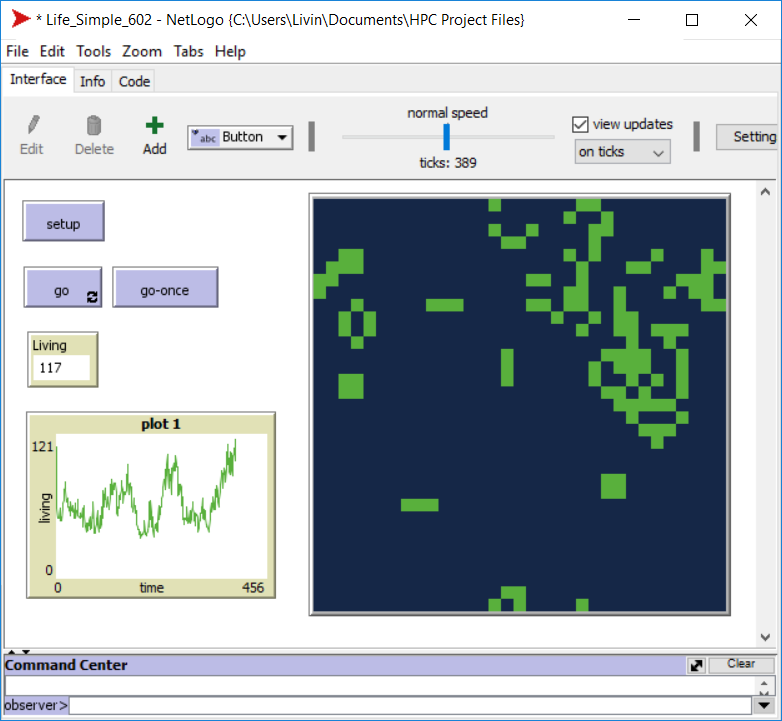 * Life_Simple_602 - NetLogo {C:\Users\Livin\Documents\HPC Project Files}
File Edit Tools Zoom Tabs Help
Interface Info Code
Edit Delete Add abc Button normal speed ticks: 389 view updates on ticks Setting
setup
go go-once
Living
117
plot 1
121
living
0
0 time 456
Command Center Clear
observer>